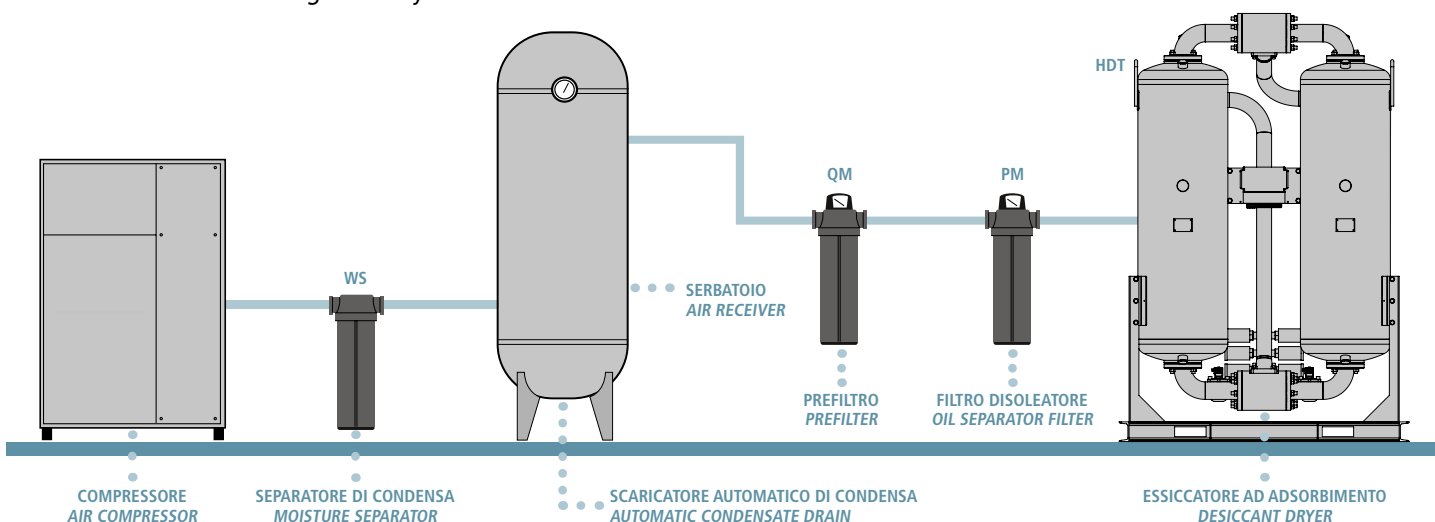 HDT
QM
PM
WS
SERBATOIO
AIR RECEIVER
PREFILTRO
PREFILTER
FILTRO DISOLEATORE
OIL SEPARATOR FILTER
COMPRESSORE
AIR COMPRESSOR
SEPARATORE DI CONDENSA
MOISTURE SEPARATOR
SCARICATORE AUTOMATICO DI CONDENSA
AUTOMATIC CONDENSATE DRAIN
ESSICCATORE AD ADSORBIMENTO
DESICCANT DRYER